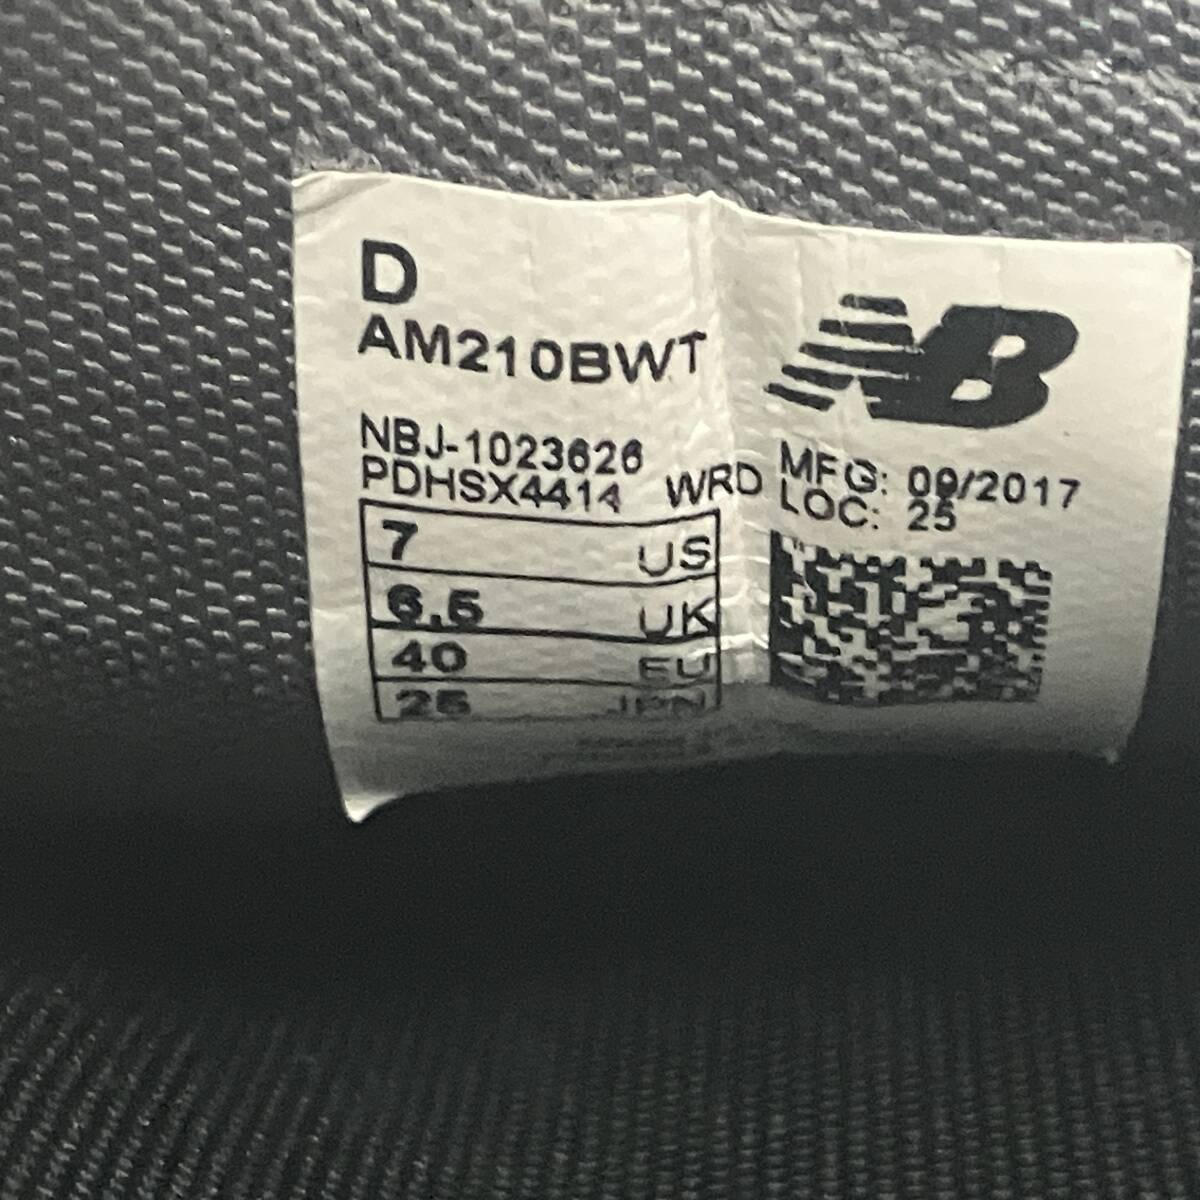 D
AM210BWT
NBJ-1023626
PDHSX4414 WRD
7 US
6.5 UK
40 EU
25 JPN
NB
MFG: 09/2017
LOC: 25